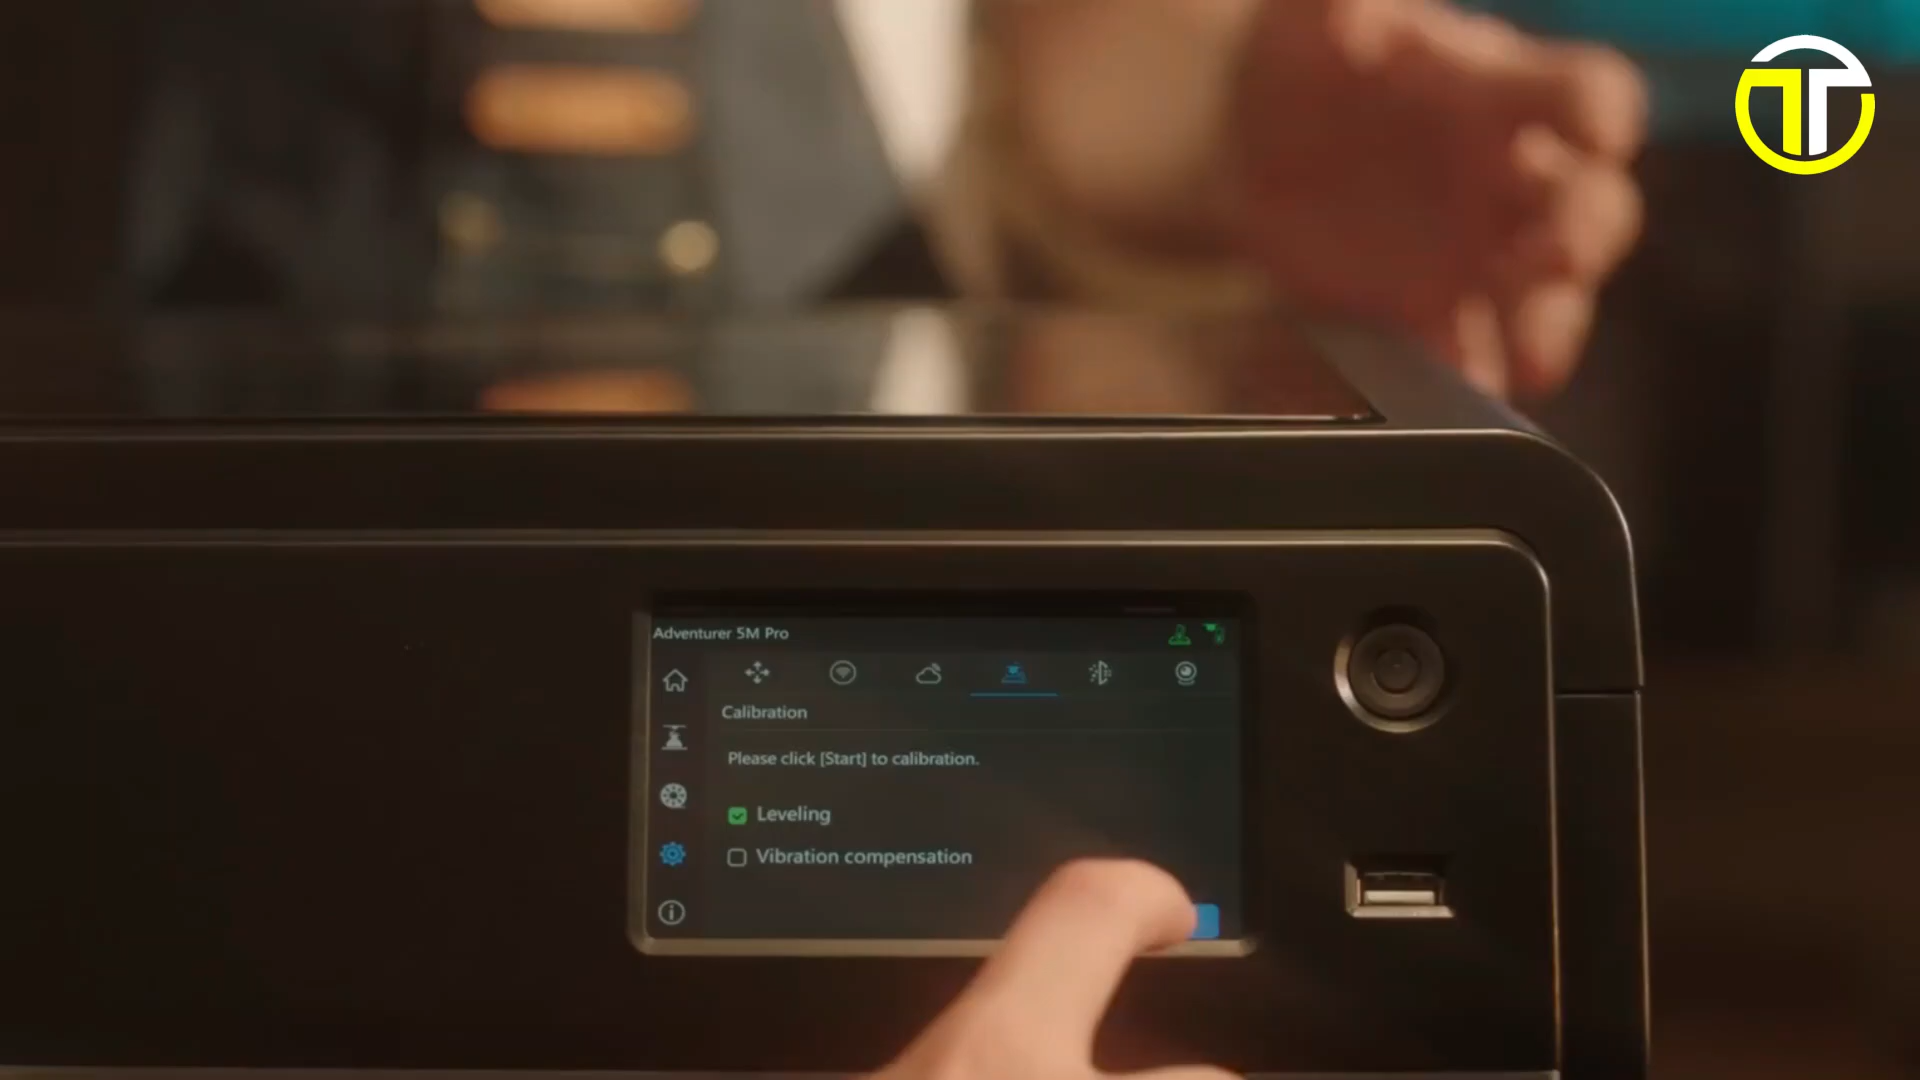 Adventurer 5M Pro
Calibration
Please click [Start] to calibration.
Leveling
Vibration compensation